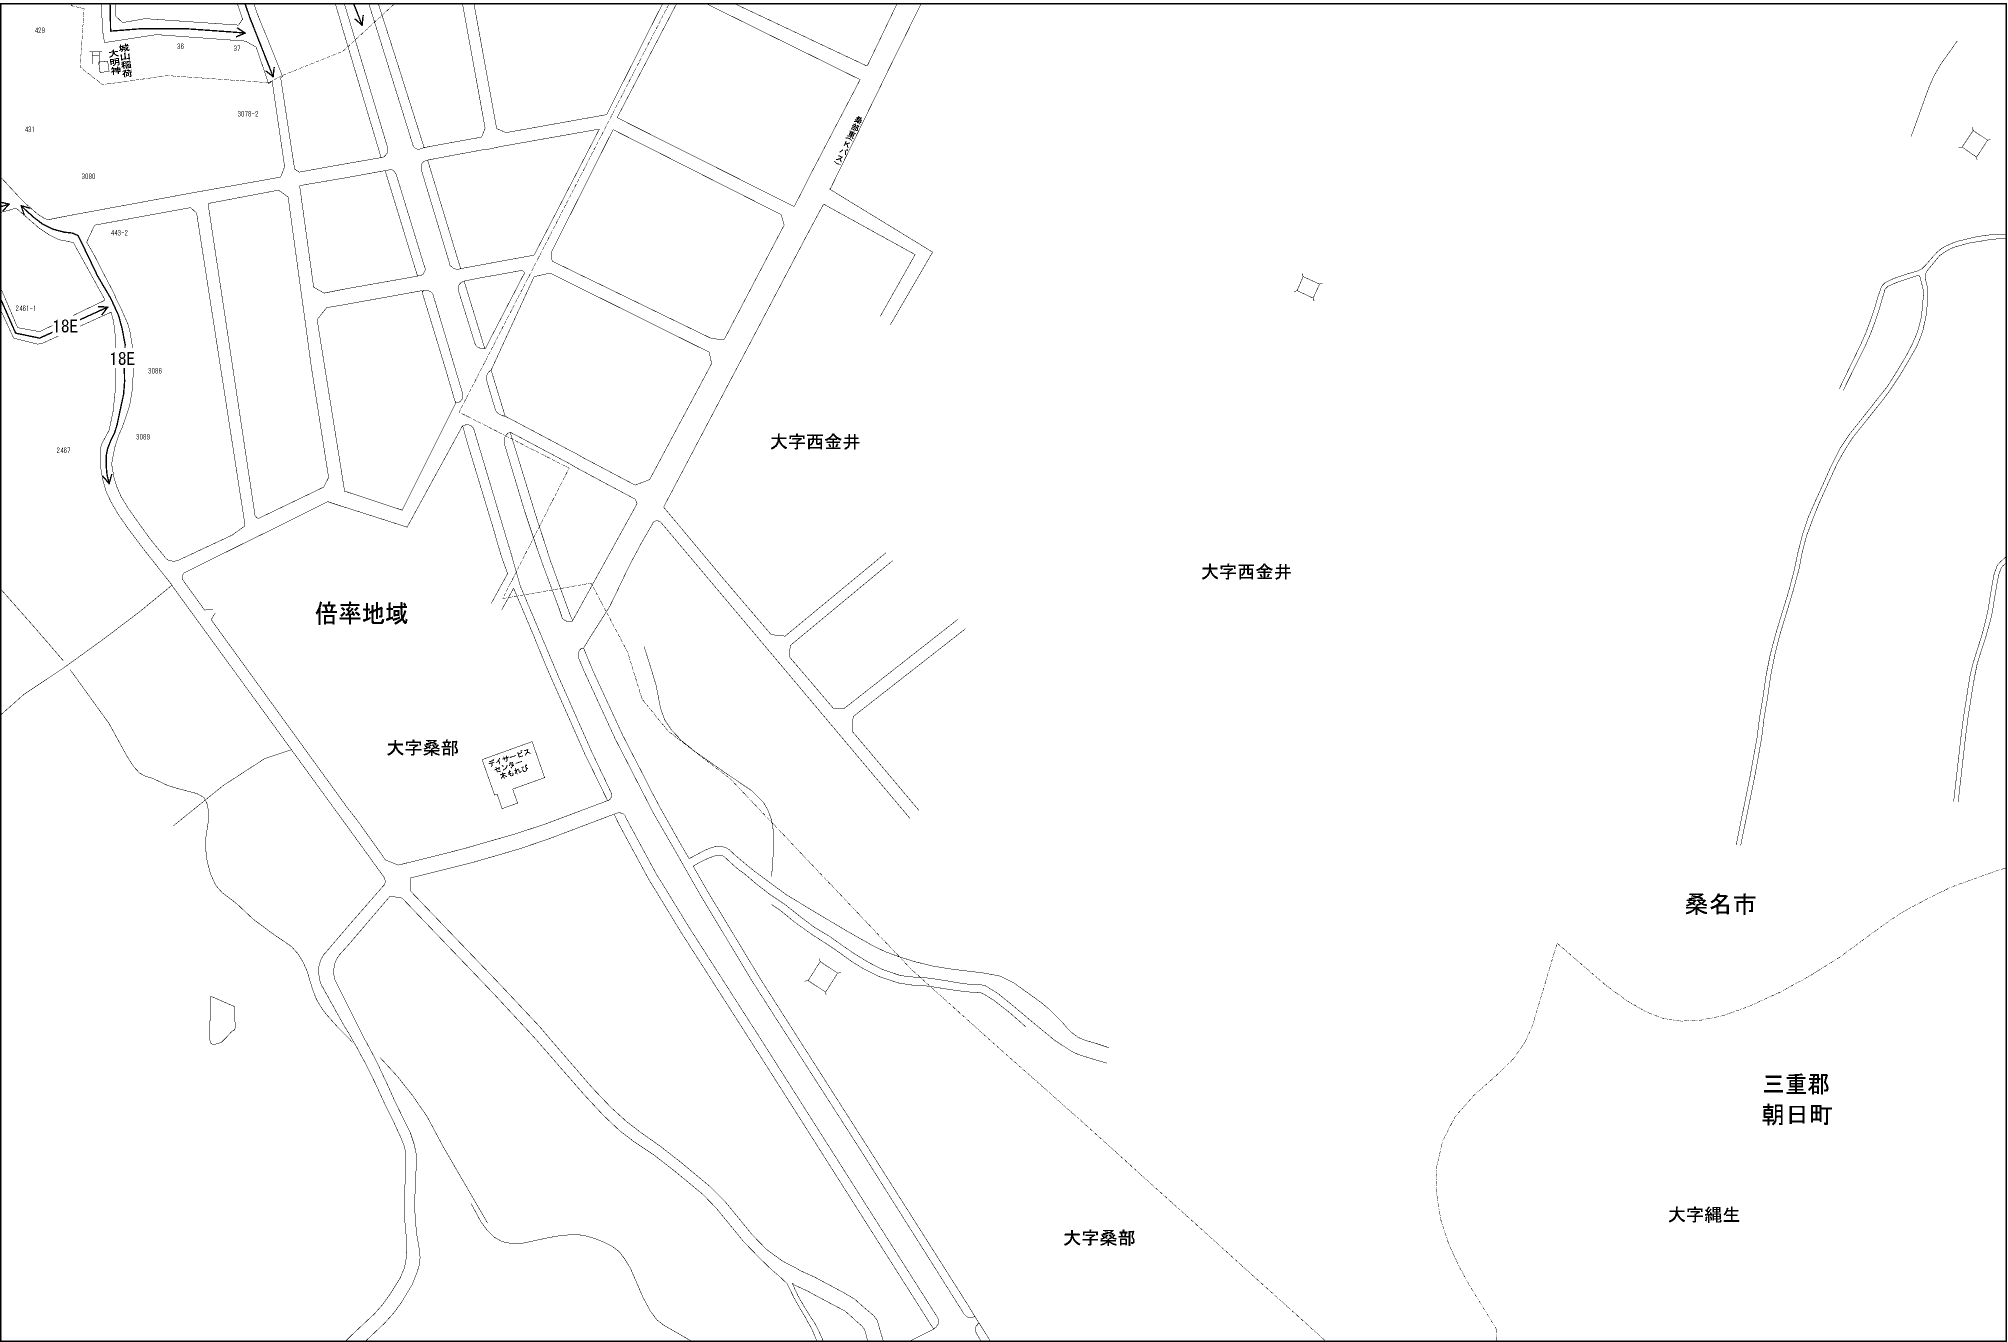 429
36
37
城山稲荷
大明神
3078-2
431
3080
443-2
2461-1
18E
18E
3086
3089
2467
大字西金井
大字西金井
倍率地域
大字桑部
デイサービス
センター
木もれび
桑名市
三重郡
朝日町
大字縄生
大字桑部